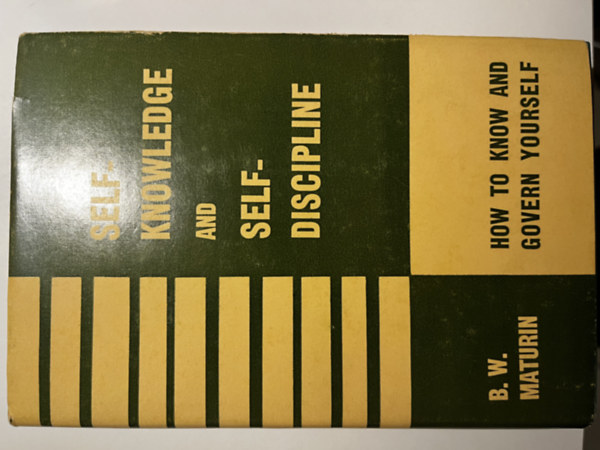 SELF-
KNOWLEDGE
AND
SELF-
DISCIPLINE
HOW TO KNOW AND
GOVERN YOURSELF
B. W.
MATURIN